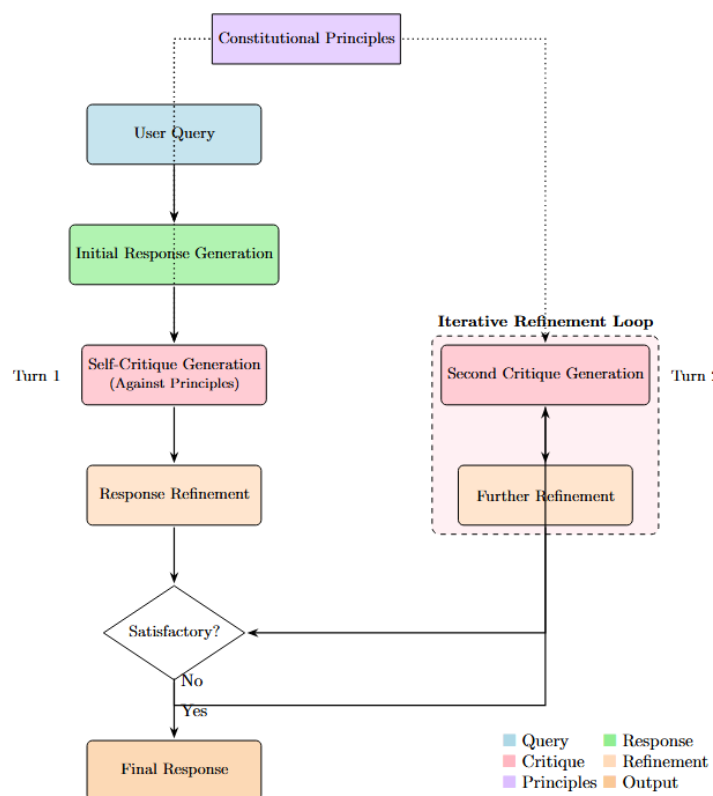 Constitutional Principles
User Query
Initial Response Generation
Iterative Refinement Loop
Turn 1
Self-Critique Generation
(Against Principles)
Second Critique Generation
Turn
Response Refinement
Further Refinement
Satisfactory?
No
Yes
Final Response
Query
Response
Critique
Refinement
Principles
Output